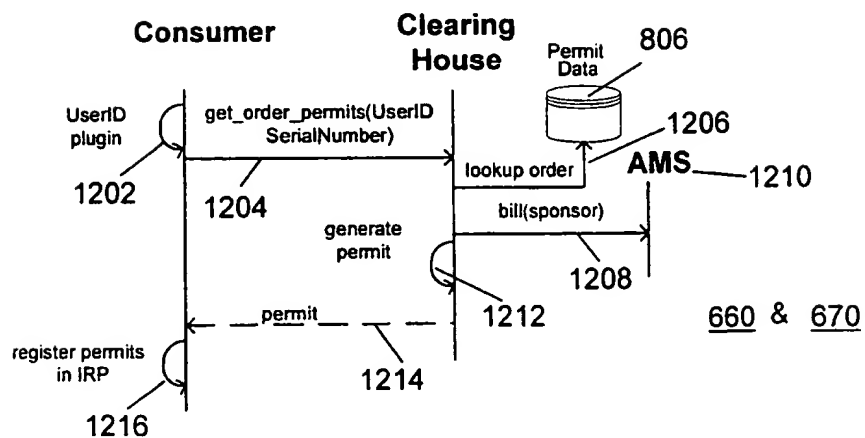 Consumer
Clearing
House
Permit
Data
806
UserID
plugin
get_order_permits(UserID
SerialNumber)
1206
1202
1204
lookup order
AMS
1210
bill(sponsor)
generate
permit
1208
1212
660 & 670
permit
register permits
in IRP
1214
1216